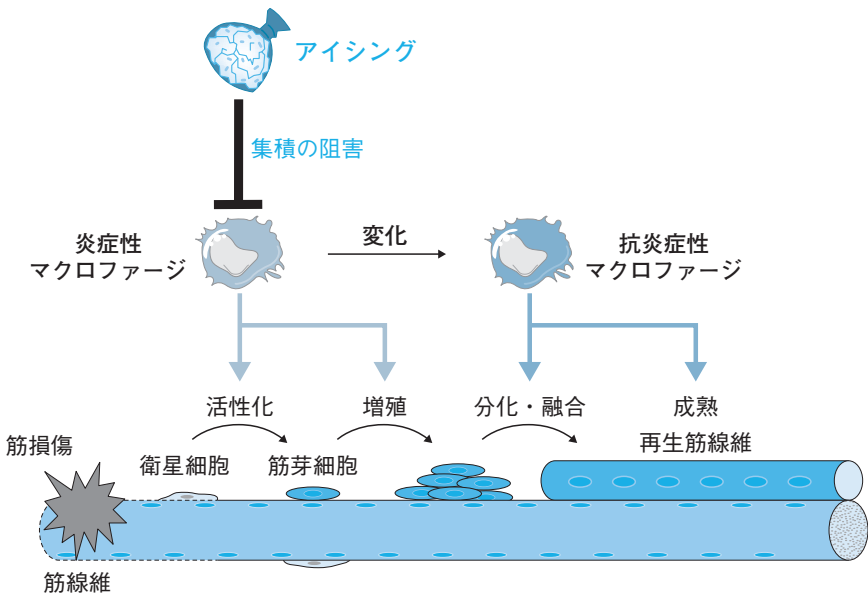 アイシング
集積の阻害
炎症性
マクロファージ
変化
抗炎症性
マクロファージ
活性化
増殖
分化・融合
成熟
筋損傷
衛星細胞
筋芽細胞
再生筋線維
筋線維